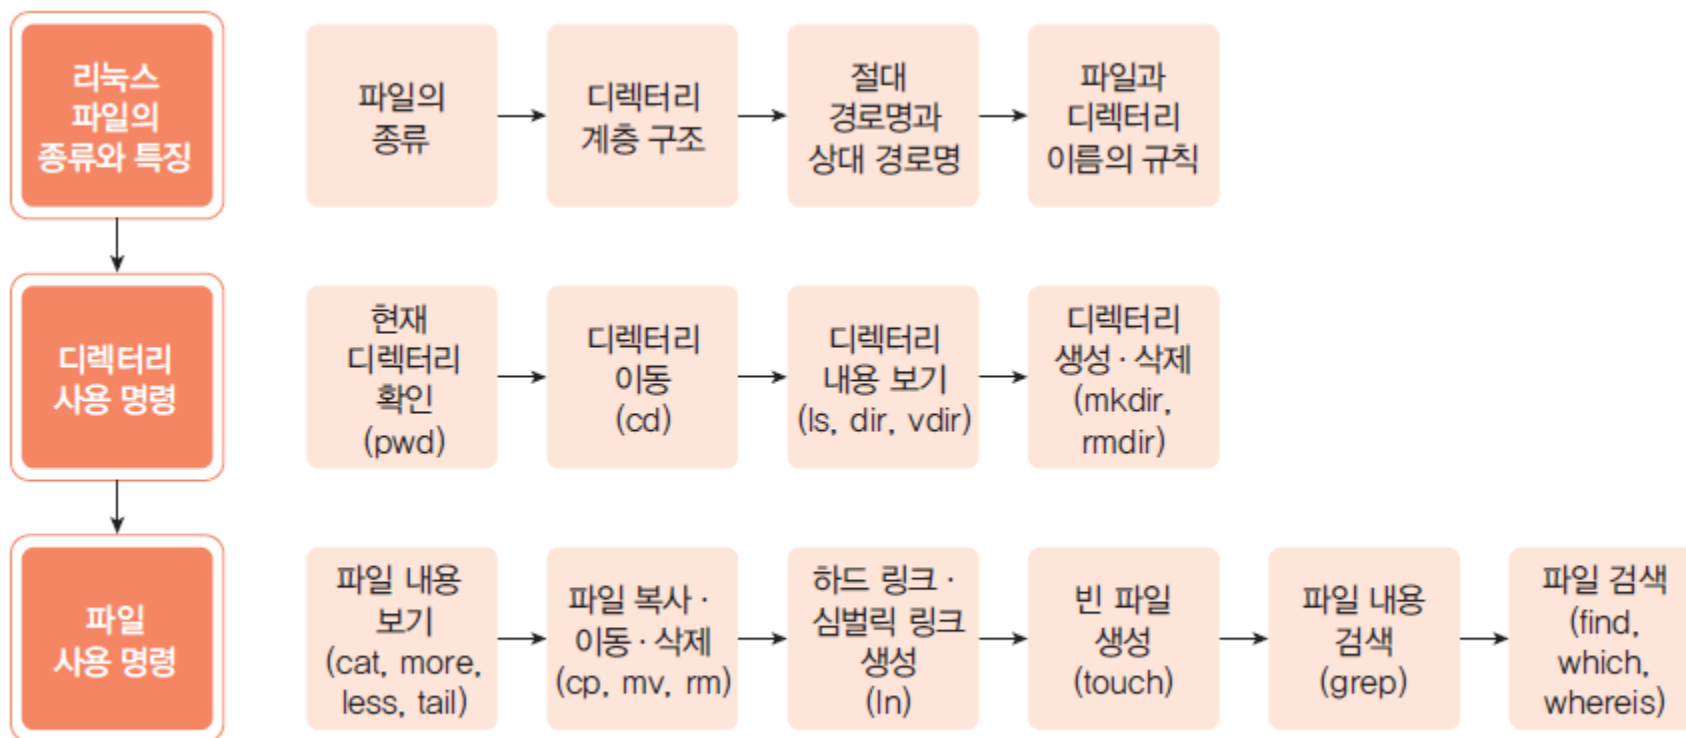 리눅스
파일의
종류와 특징
파일의
종류
디렉터리
계층 구조
절대
경로명과
상대 경로명
파일과
디렉터리
이름의 규칙
디렉터리
사용 명령
현재
디렉터리
확인
(pwd)
디렉터리
이동
(cd)
디렉터리
내용 보기
(ls, dir, vdir)
디렉터리
생성 · 삭제
(mkdir,
rmdir)
파일
사용 명령
파일 내용
보기
(cat, more,
less, tail)
파일 복사 ·
이동 · 삭제
(cp, mv, rm)
하드 링크 ·
심벌릭 링크
생성
(ln)
빈 파일
생성
(touch)
파일 내용
검색
(grep)
파일 검색
(find,
which,
whereis)